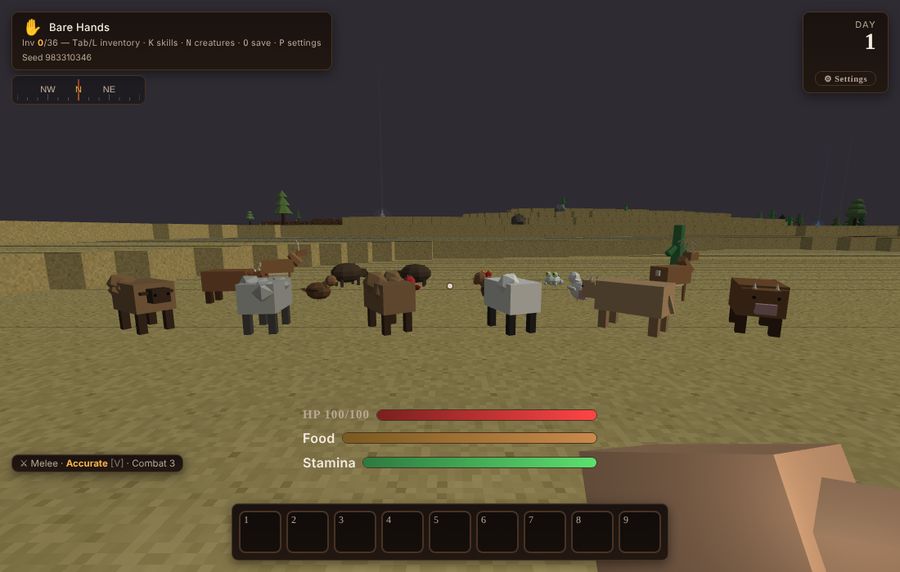 Bare Hands
Inv 0/36 — Tab/L inventory · K skills · N creatures · O save · P settings
Seed 983310346
NW N NE
DAY
1
⚙ Settings
HP 100/100
Food
Stamina
⚔ Melee · Accurate [V] · Combat 3
1 2 3 4 5 6 7 8 9